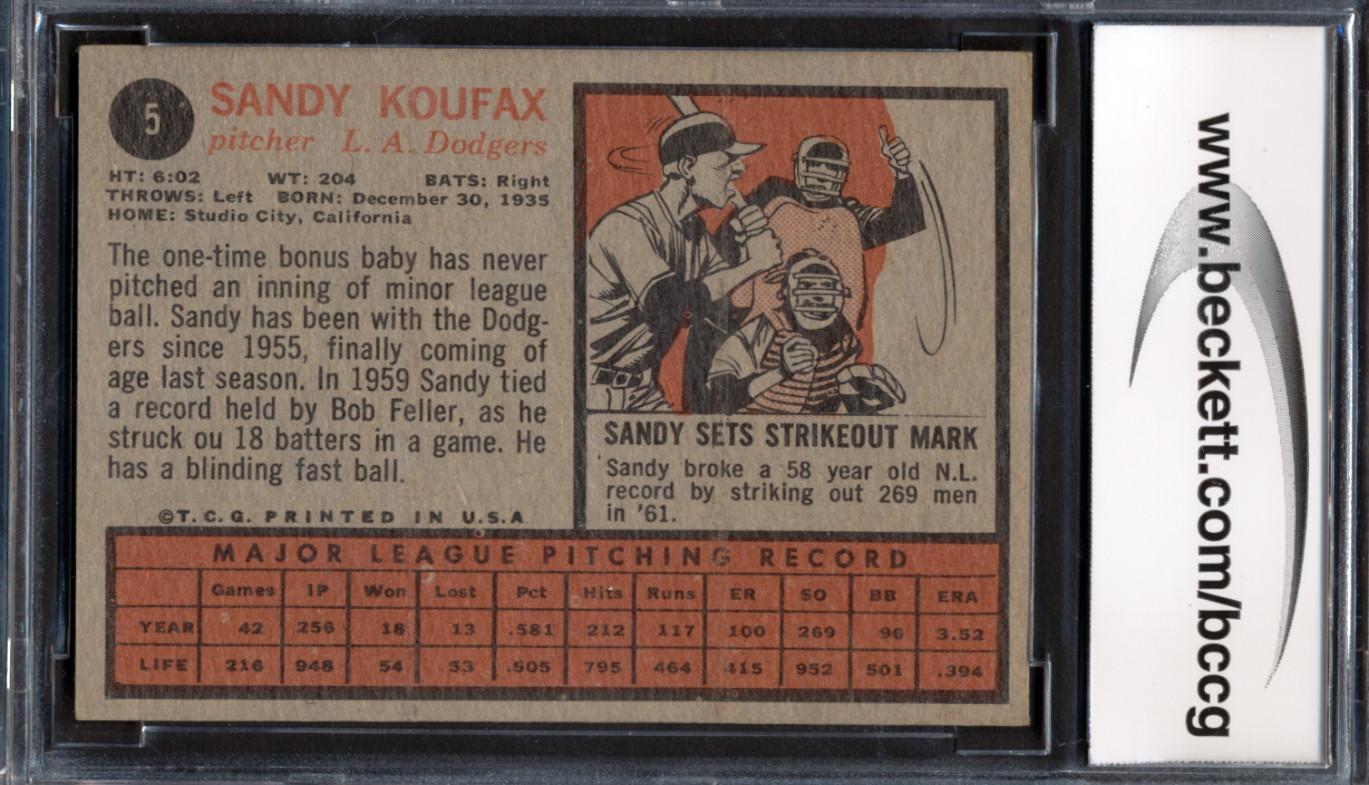 5
SANDY KOUFAX
pitcher L. A. Dodgers
HT: 6:02 WT: 204 BATS: Right
THROWS: Left BORN: December 30, 1935
HOME: Studio City, California
The one-time bonus baby has never
pitched an inning of minor league
ball. Sandy has been with the Dodg-
ers since 1955, finally coming of
age last season. In 1959 Sandy tied
a record held by Bob Feller, as he
struck ou 18 batters in a game. He
has a blinding fast ball.
©T.C.G. PRINTED IN U.S.A.
SANDY SETS STRIKEOUT MARK
Sandy broke a 58 year old N.L.
record by striking out 269 men
in '61.
MAJOR LEAGUE PITCHING RECORD
Games IP Won Lost Pct Hits Runs ER SO BB ERA
YEAR 42 256 18 13 .581 212 117 100 269 96 3.52
LIFE 216 948 54 53 .505 795 464 415 952 501 .394
www.beckett.com/bccg